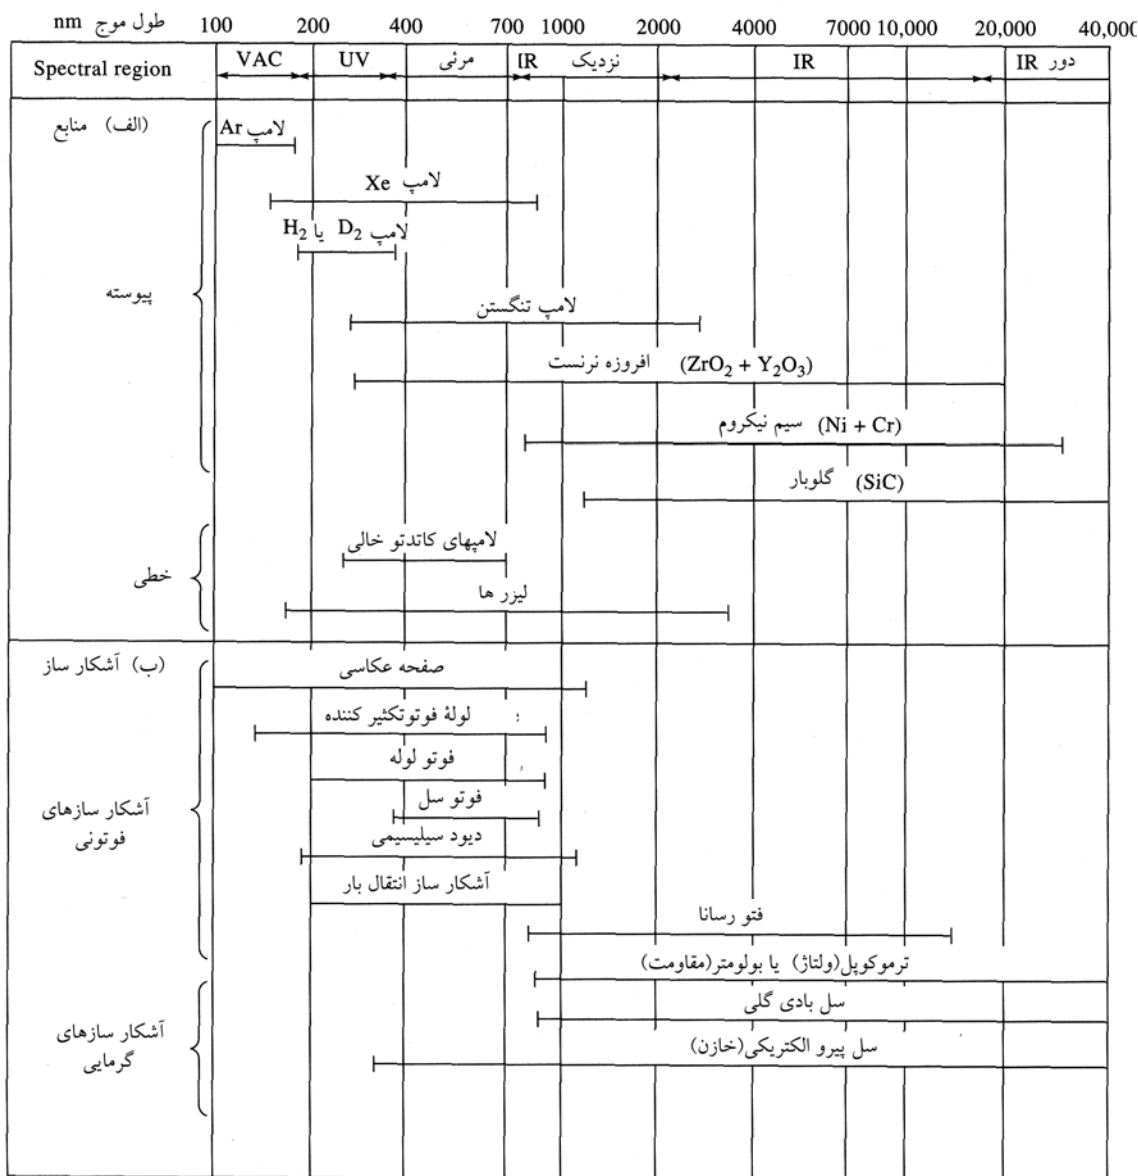 طول موج nm 100 200 400 700 1000 2000 4000 7000 10,000 20,000 40,000
Spectral region VAC UV مرئی IR نزدیک IR IR دور
(الف) منابع
لامپ Ar
لامپ Xe
لامپ D2 یا H2
پیوسته
لامپ تنگستن
افروزه نرنست (ZrO2 + Y2O3)
سیم نیکروم (Ni + Cr)
گلوبار (SiC)
لامپهای کاتدتو خالی
خطی
لیزر ها
(ب) آشکار ساز
صفحه عکاسی
لولهٔ فوتوتکثیر کننده
فوتو لوله
فوتو سل
آشکار سازهای
فوتونی
دیود سیلیسیمی
آشکار ساز انتقال بار
فتو رسانا
ترموکوپل(ولتاژ) یا بولومتر(مقاومت)
سل بادی گلی
آشکار سازهای
گرمایی
سل پیرو الکتریکی(خازن)